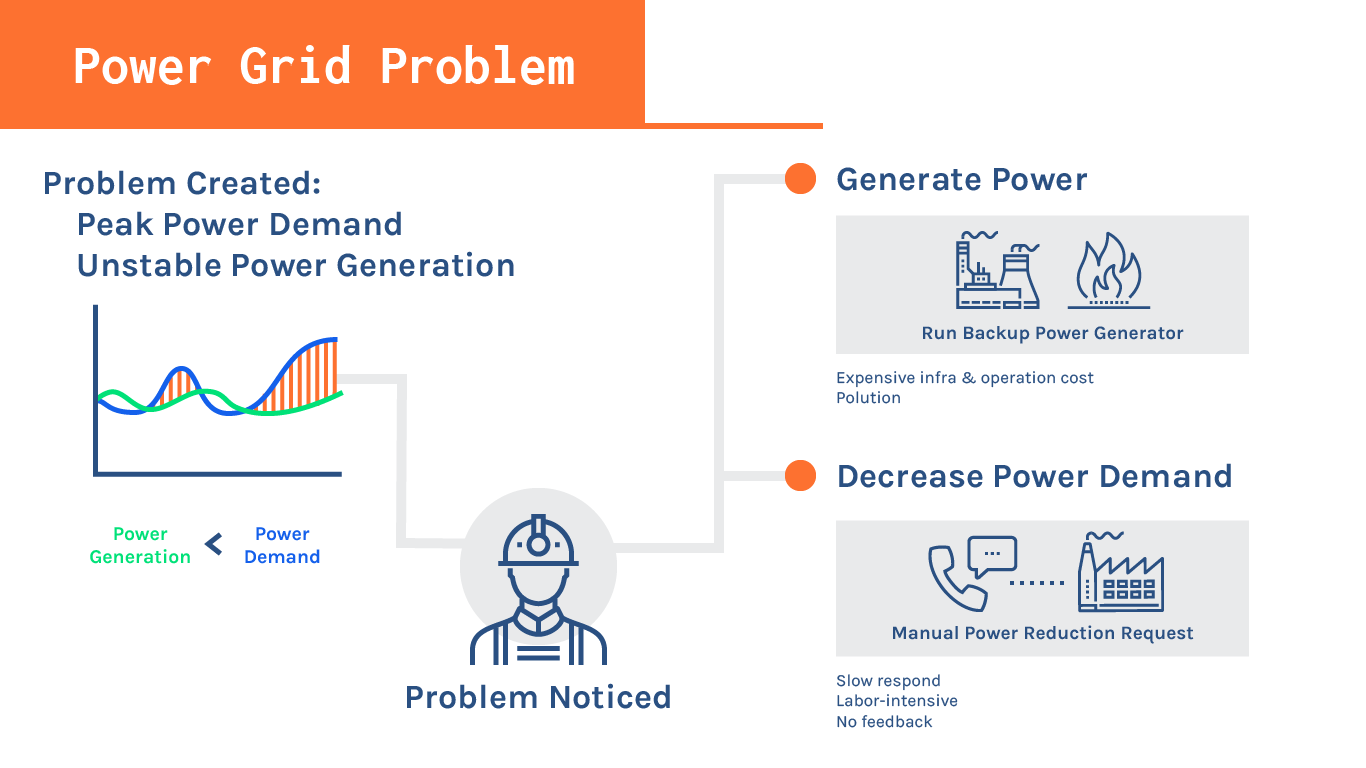 Power Grid Problem
Problem Created:
Peak Power Demand
Unstable Power Generation
Power
Generation
<
Power
Demand
Problem Noticed
Generate Power
Run Backup Power Generator
Expensive infra & operation cost
Polution
Decrease Power Demand
...
Manual Power Reduction Request
Slow respond
Labor-intensive
No feedback